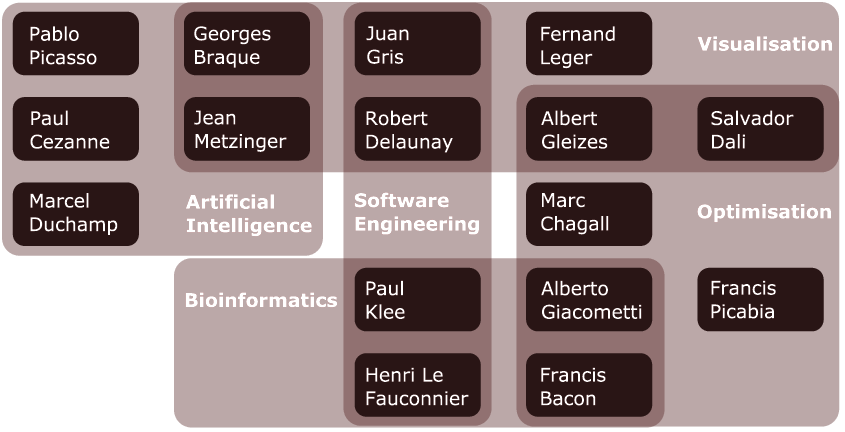 Pablo
Picasso
Georges
Braque
Juan
Gris
Fernand
Leger
Visualisation
Paul
Cezanne
Jean
Metzinger
Robert
Delaunay
Albert
Gleizes
Salvador
Dali
Marcel
Duchamp
Artificial
Intelligence
Software
Engineering
Marc
Chagall
Optimisation
Bioinformatics
Paul
Klee
Alberto
Giacometti
Francis
Picabia
Henri Le
Fauconnier
Francis
Bacon